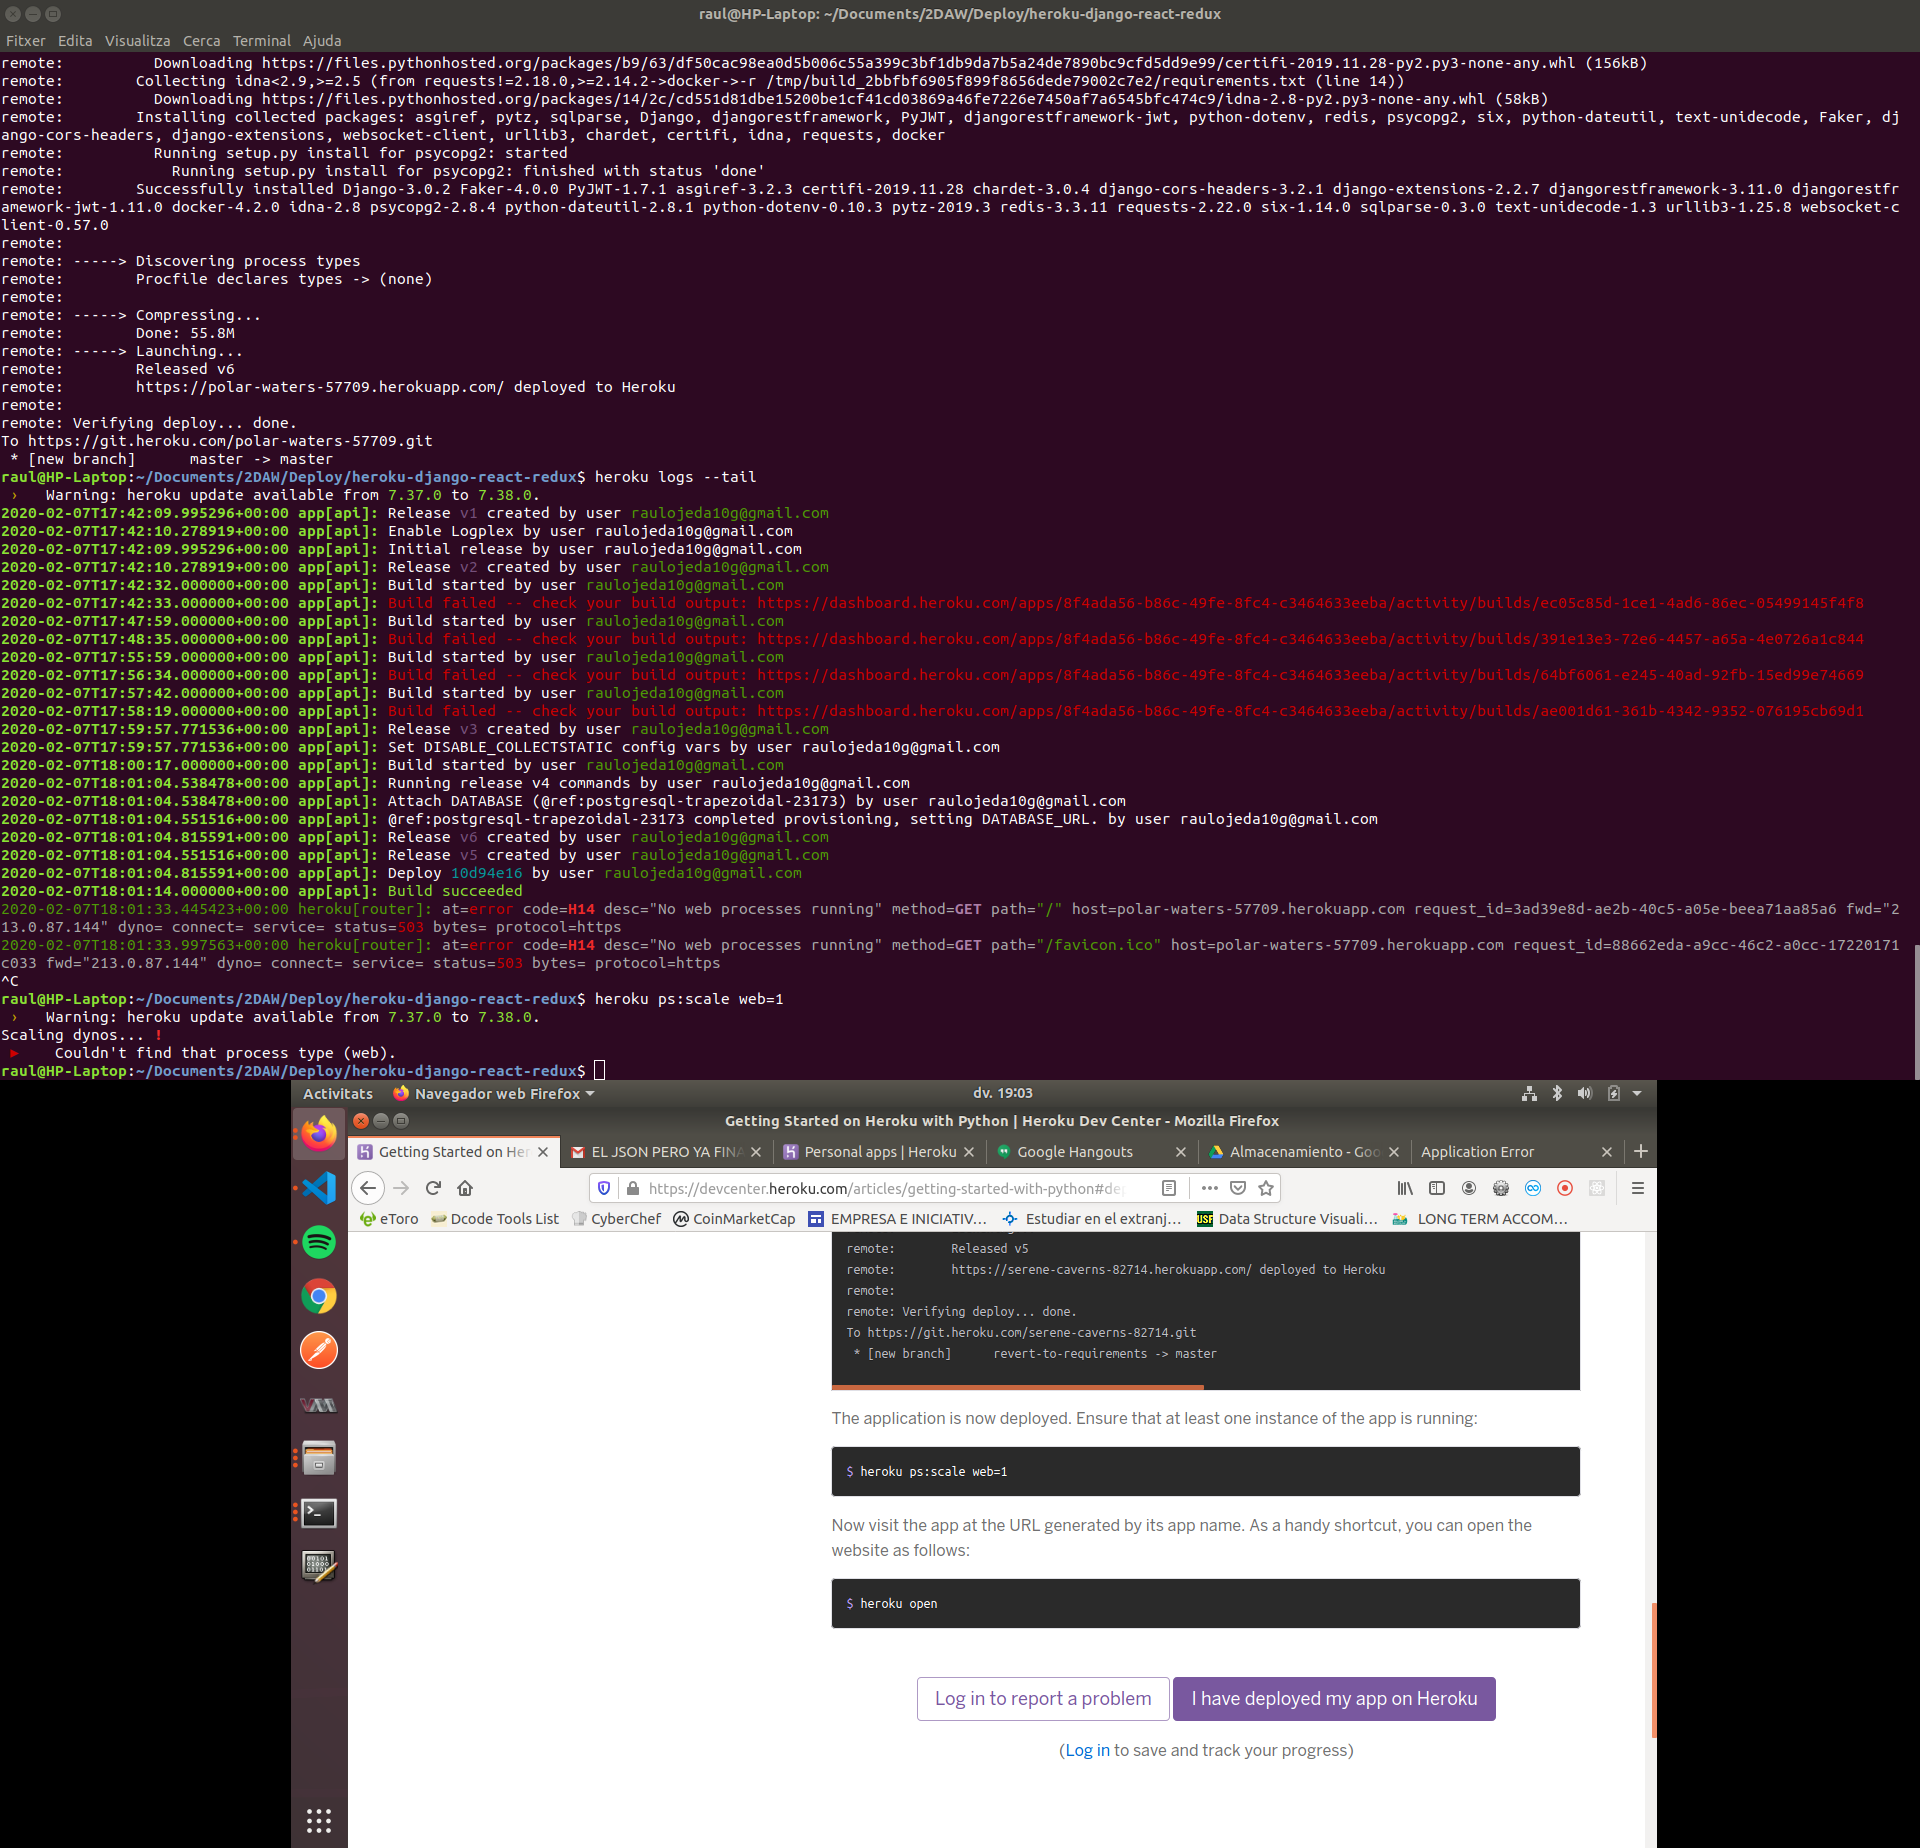 raul@HP-Laptop: ~/Documents/2DAW/Deploy/heroku-django-react-redux
Fitxer Edita Visualitza Cerca Terminal Ajuda
remote:          Downloading https://files.pythonhosted.org/packages/b9/63/df50cac98ea0d5b006c55a399c3bf1db9da7b5a24de7890bc9cfd5dd9e99/certifi-2019.11.28-py2.py3-none-any.whl (156kB)
remote:        Collecting idna<2.9,>=2.5 (from requests!=2.18.0,>=2.14.2->docker->-r /tmp/build_2bbfbf6905f899f8656dede79002c7e2/requirements.txt (line 14))
remote:          Downloading https://files.pythonhosted.org/packages/14/2c/cd551d81dbe15200be1cf41cd03869a46fe7226e7450af7a6545bfc474c9/idna-2.8-py2.py3-none-any.whl (58kB)
remote:        Installing collected packages: asgiref, pytz, sqlparse, Django, djangorestframework, PyJWT, djangorestframework-jwt, python-dotenv, redis, psycopg2, six, python-dateutil, text-unidecode, Faker, dj
ango-cors-headers, django-extensions, websocket-client, urllib3, chardet, certifi, idna, requests, docker
remote:          Running setup.py install for psycopg2: started
remote:            Running setup.py install for psycopg2: finished with status 'done'
remote:        Successfully installed Django-3.0.2 Faker-4.0.0 PyJWT-1.7.1 asgiref-3.2.3 certifi-2019.11.28 chardet-3.0.4 django-cors-headers-3.2.1 django-extensions-2.2.7 djangorestframework-3.11.0 djangorestfr
amework-jwt-1.11.0 docker-4.2.0 idna-2.8 psycopg2-2.8.4 python-dateutil-2.8.1 python-dotenv-0.10.3 pytz-2019.3 redis-3.3.11 requests-2.22.0 six-1.14.0 sqlparse-0.3.0 text-unidecode-1.3 urllib3-1.25.8 websocket-c
lient-0.57.0
remote:
remote: -----> Discovering process types
remote:        Procfile declares types -> (none)
remote:
remote: -----> Compressing...
remote:        Done: 55.8M
remote: -----> Launching...
remote:        Released v6
remote:        https://polar-waters-57709.herokuapp.com/ deployed to Heroku
remote:
remote: Verifying deploy... done.
To https://git.heroku.com/polar-waters-57709.git
 * [new branch]      master -> master
raul@HP-Laptop:~/Documents/2DAW/Deploy/heroku-django-react-redux$ heroku logs --tail
 ›   Warning: heroku update available from 7.37.0 to 7.38.0.
2020-02-07T17:42:09.995296+00:00 app[api]: Release v1 created by user raulojeda10g@gmail.com
2020-02-07T17:42:10.278919+00:00 app[api]: Enable Logplex by user raulojeda10g@gmail.com
2020-02-07T17:42:09.995296+00:00 app[api]: Initial release by user raulojeda10g@gmail.com
2020-02-07T17:42:10.278919+00:00 app[api]: Release v2 created by user raulojeda10g@gmail.com
2020-02-07T17:42:32.000000+00:00 app[api]: Build started by user raulojeda10g@gmail.com
2020-02-07T17:42:33.000000+00:00 app[api]: Build failed -- check your build output: https://dashboard.heroku.com/apps/8f4ada56-b86c-49fe-8fc4-c3464633eeba/activity/builds/ec05c85d-1ce1-4ad6-86ec-05499145f4f8
2020-02-07T17:47:59.000000+00:00 app[api]: Build started by user raulojeda10g@gmail.com
2020-02-07T17:48:35.000000+00:00 app[api]: Build failed -- check your build output: https://dashboard.heroku.com/apps/8f4ada56-b86c-49fe-8fc4-c3464633eeba/activity/builds/391e13e3-72e6-4457-a65a-4e0726a1c844
2020-02-07T17:55:59.000000+00:00 app[api]: Build started by user raulojeda10g@gmail.com
2020-02-07T17:56:34.000000+00:00 app[api]: Build failed -- check your build output: https://dashboard.heroku.com/apps/8f4ada56-b86c-49fe-8fc4-c3464633eeba/activity/builds/64bf6061-e245-40ad-92fb-15ed99e74669
2020-02-07T17:57:42.000000+00:00 app[api]: Build started by user raulojeda10g@gmail.com
2020-02-07T17:58:19.000000+00:00 app[api]: Build failed -- check your build output: https://dashboard.heroku.com/apps/8f4ada56-b86c-49fe-8fc4-c3464633eeba/activity/builds/ae001d61-361b-4342-9352-076195cb69d1
2020-02-07T17:59:57.771536+00:00 app[api]: Release v3 created by user raulojeda10g@gmail.com
2020-02-07T17:59:57.771536+00:00 app[api]: Set DISABLE_COLLECTSTATIC config vars by user raulojeda10g@gmail.com
2020-02-07T18:00:17.000000+00:00 app[api]: Build started by user raulojeda10g@gmail.com
2020-02-07T18:01:04.538478+00:00 app[api]: Running release v4 commands by user raulojeda10g@gmail.com
2020-02-07T18:01:04.538478+00:00 app[api]: Attach DATABASE (@ref:postgresql-trapezoidal-23173) by user raulojeda10g@gmail.com
2020-02-07T18:01:04.551516+00:00 app[api]: @ref:postgresql-trapezoidal-23173 completed provisioning, setting DATABASE_URL. by user raulojeda10g@gmail.com
2020-02-07T18:01:04.815591+00:00 app[api]: Release v6 created by user raulojeda10g@gmail.com
2020-02-07T18:01:04.551516+00:00 app[api]: Release v5 created by user raulojeda10g@gmail.com
2020-02-07T18:01:04.815591+00:00 app[api]: Deploy 10d94e16 by user raulojeda10g@gmail.com
2020-02-07T18:01:14.000000+00:00 app[api]: Build succeeded
2020-02-07T18:01:33.445423+00:00 heroku[router]: at=error code=H14 desc="No web processes running" method=GET path="/" host=polar-waters-57709.herokuapp.com request_id=3ad39e8d-ae2b-40c5-a05e-beea71aa85a6 fwd="2
13.0.87.144" dyno= connect= service= status=503 bytes= protocol=https
2020-02-07T18:01:33.997563+00:00 heroku[router]: at=error code=H14 desc="No web processes running" method=GET path="/favicon.ico" host=polar-waters-57709.herokuapp.com request_id=88662eda-a9cc-46c2-a0cc-17220171
c033 fwd="213.0.87.144" dyno= connect= service= status=503 bytes= protocol=https
^C
raul@HP-Laptop:~/Documents/2DAW/Deploy/heroku-django-react-redux$ heroku ps:scale web=1
 ›   Warning: heroku update available from 7.37.0 to 7.38.0.
Scaling dynos... !
 ▸    Couldn't find that process type (web).
raul@HP-Laptop:~/Documents/2DAW/Deploy/heroku-django-react-redux$
Activitats Navegador web Firefox dv. 19:03
Getting Started on Heroku with Python | Heroku Dev Center - Mozilla Firefox
Getting Started on Her EL JSON PERO YA FINA Personal apps | Heroku Google Hangouts Almacenamiento - Goo Application Error
https://devcenter.heroku.com/articles/getting-started-with-python#de
eToro Dcode Tools List CyberChef CoinMarketCap EMPRESA E INICIATIV… Estudiar en el extranj… USF Data Structure Visuali… LONG TERM ACCOM…
remote:        Released v5
remote:        https://serene-caverns-82714.herokuapp.com/ deployed to Heroku
remote:
remote: Verifying deploy... done.
To https://git.heroku.com/serene-caverns-82714.git
 * [new branch]      revert-to-requirements -> master
The application is now deployed. Ensure that at least one instance of the app is running:
$ heroku ps:scale web=1
Now visit the app at the URL generated by its app name. As a handy shortcut, you can open the
website as follows:
$ heroku open
Log in to report a problem I have deployed my app on Heroku
(Log in to save and track your progress)